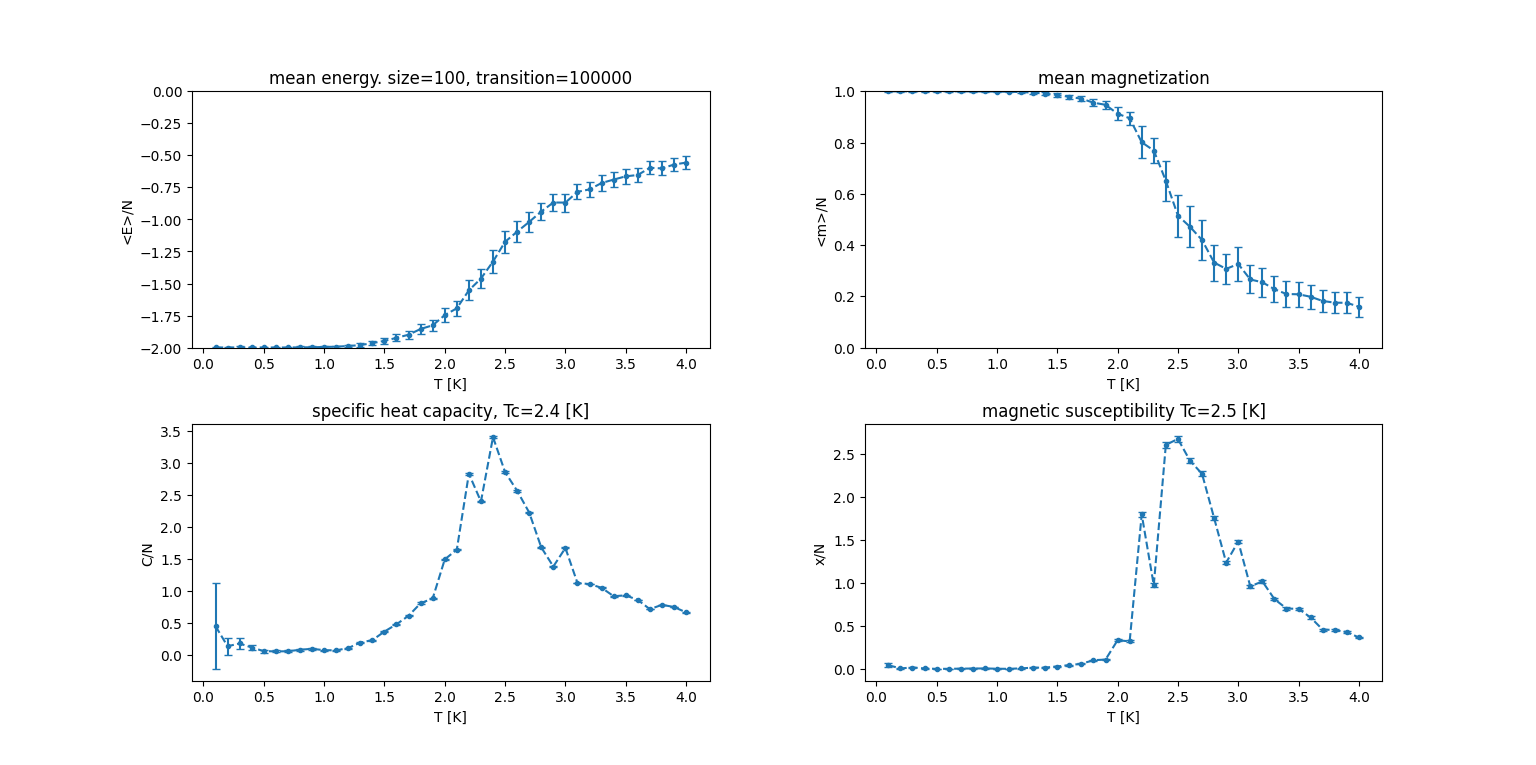 mean energy. size=100, transition=100000
0.00
−0.25
−0.50
−0.75
−1.00
−1.25
−1.50
−1.75
−2.00
<E>/N
0.0 0.5 1.0 1.5 2.0 2.5 3.0 3.5 4.0
T [K]
mean magnetization
1.0
0.8
0.6
0.4
0.2
0.0
<m>/N
0.0 0.5 1.0 1.5 2.0 2.5 3.0 3.5 4.0
T [K]
specific heat capacity, Tc=2.4 [K]
3.5
3.0
2.5
2.0
1.5
1.0
0.5
0.0
C/N
0.0 0.5 1.0 1.5 2.0 2.5 3.0 3.5 4.0
T [K]
magnetic susceptibility Tc=2.5 [K]
2.5
2.0
1.5
1.0
0.5
0.0
x/N
0.0 0.5 1.0 1.5 2.0 2.5 3.0 3.5 4.0
T [K]